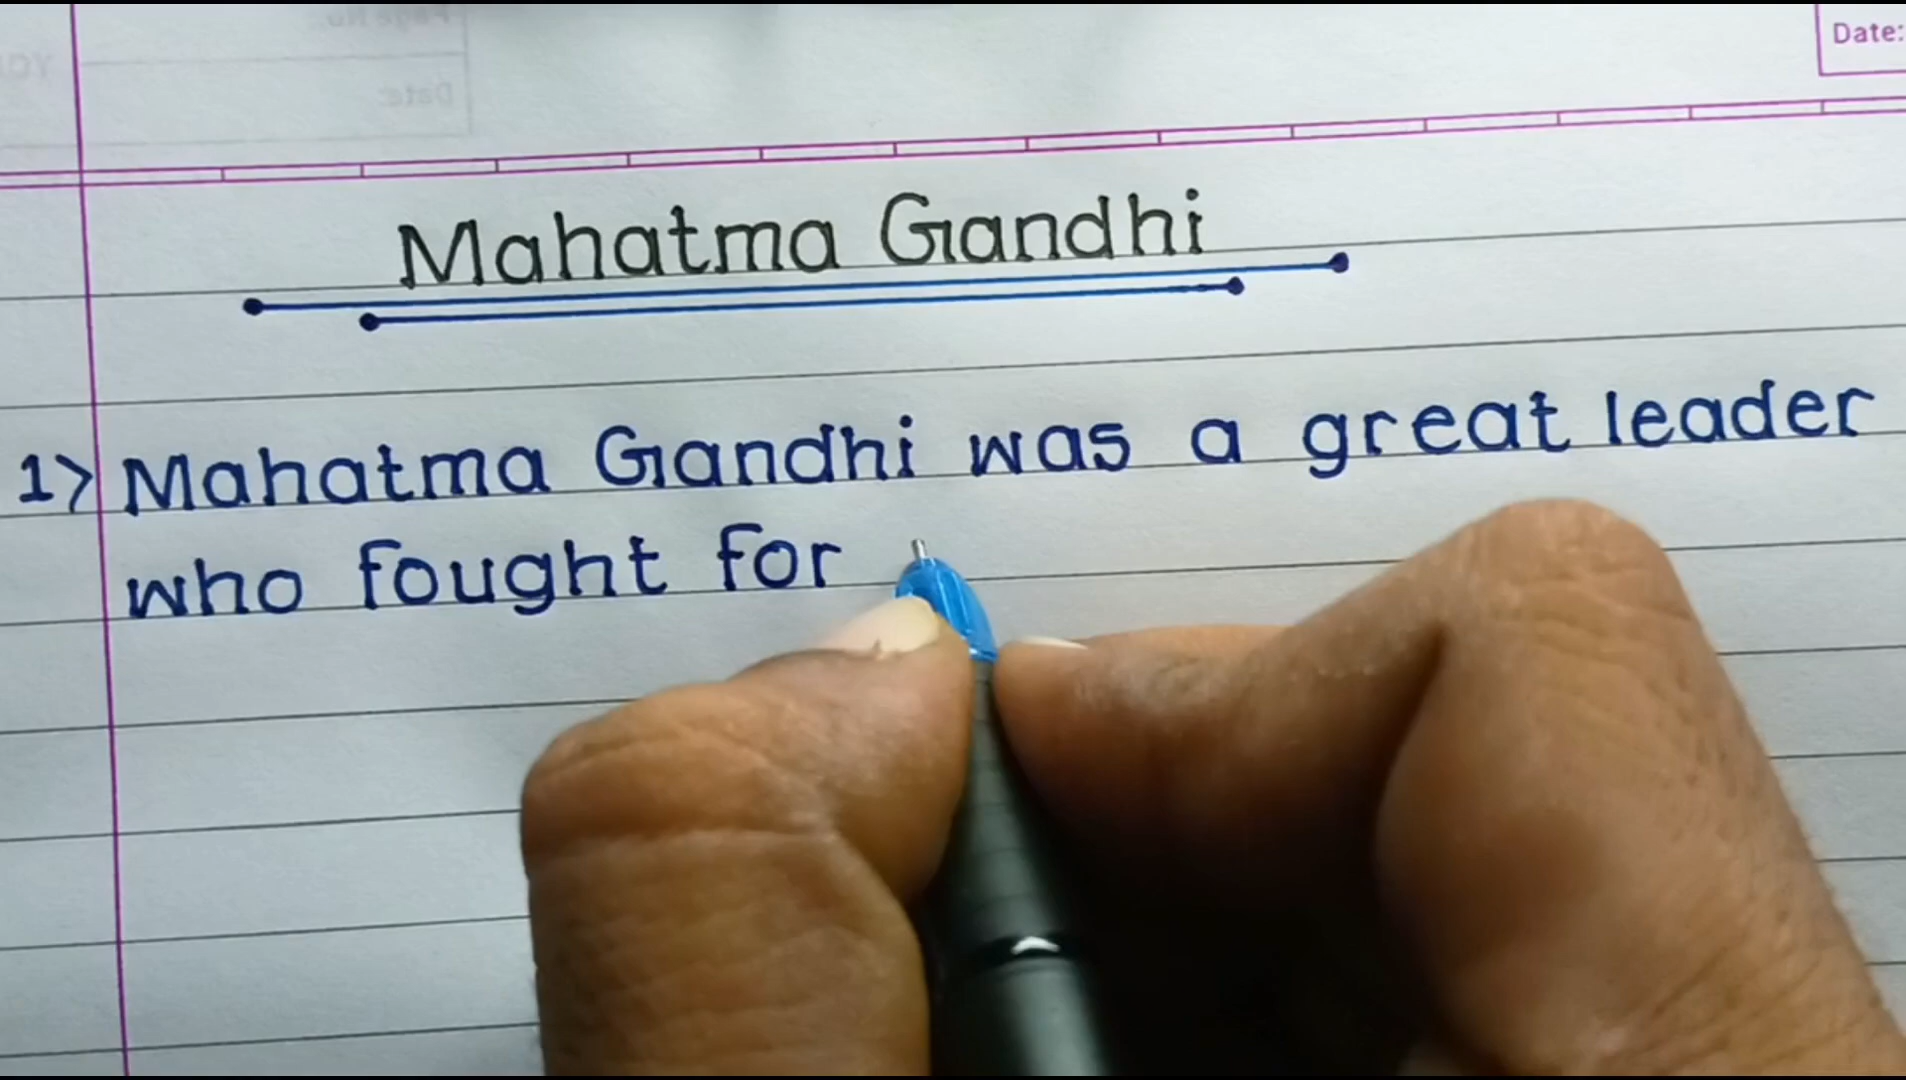 Date:
Mahatma Gandhi
1> Mahatma Gandhi was a great leader
who fought for